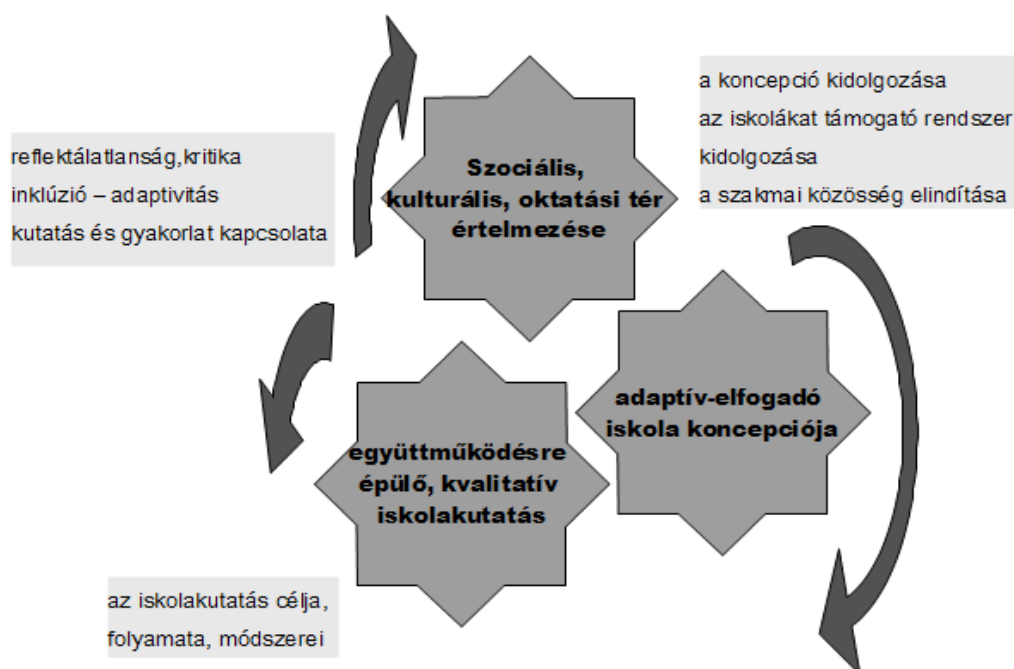 reflektálatlanság,kritika
inklúzió – adaptivitás
kutatás és gyakorlat kapcsolata
Szociális,
kulturális, oktatási tér
értelmezése
a koncepció kidolgozása
az iskolákat támogató rendszer
kidolgozása
a szakmai közösség elindítása
adaptív-elfogadó
iskola koncepciója
együttműködésre
épülő, kvalitatív
iskolakutatás
az iskolakutatás célja,
folyamata, módszerei